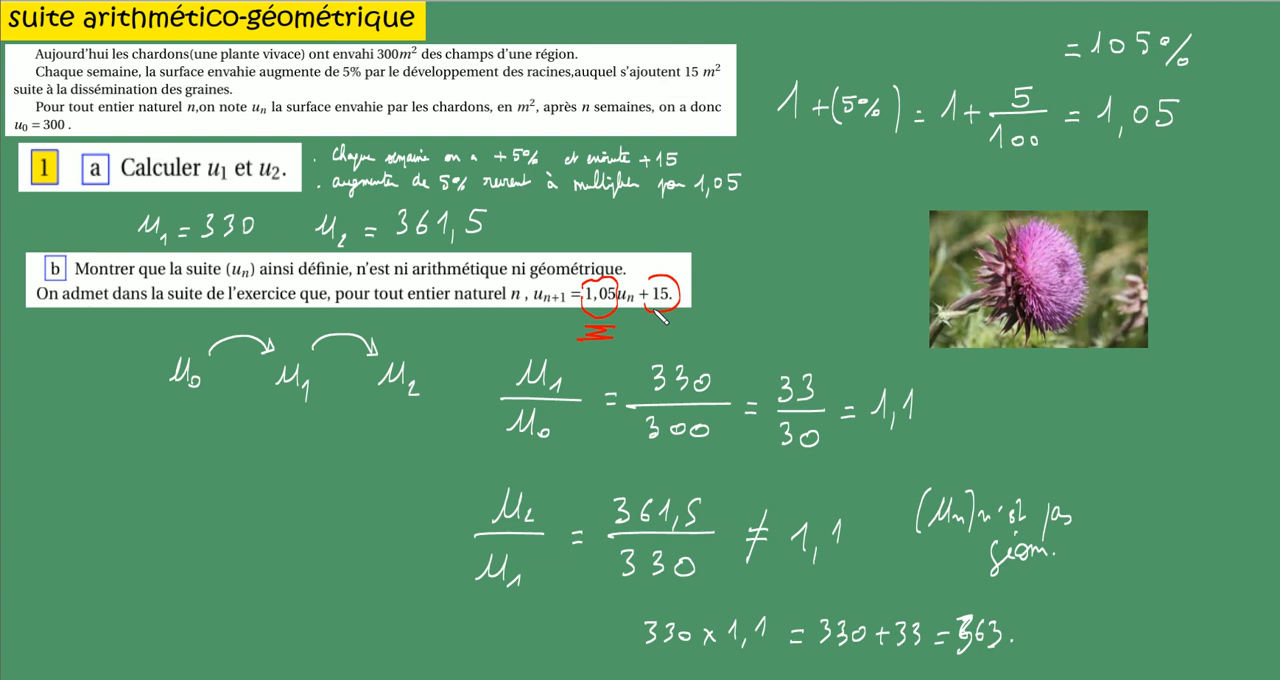 suite arithmético-géométrique
Aujourd'hui les chardons(une plante vivace) ont envahi 300m² des champs d'une région.
Chaque semaine, la surface envahie augmente de 5% par le développement des racines,auquel s'ajoutent 15 m²
suite à la dissémination des graines.
Pour tout entier naturel n,on note uₙ la surface envahie par les chardons, en m², après n semaines, on a donc
u₀ = 300 .
= 105%
1 + (5%) = 1 + 5/100 = 1,05
1 a Calculer u₁ et u₂.
. chaque semaine on a +5% et ensuite +15
. augmenter de 5% revient à multiplier par 1,05
u₁ = 330 u₂ = 361,5
b Montrer que la suite (uₙ) ainsi définie, n'est ni arithmétique ni géométrique.
On admet dans la suite de l'exercice que, pour tout entier naturel n , uₙ₊₁ = 1,05uₙ + 15.
u₀ u₁ u₂
u₁/u₀ = 330/300 = 33/30 = 1,1
u₂/u₁ = 361,5/330 ≠ 1,1
(uₙ) n'est pas
géom.
330 × 1,1 = 330 + 33 = 363.